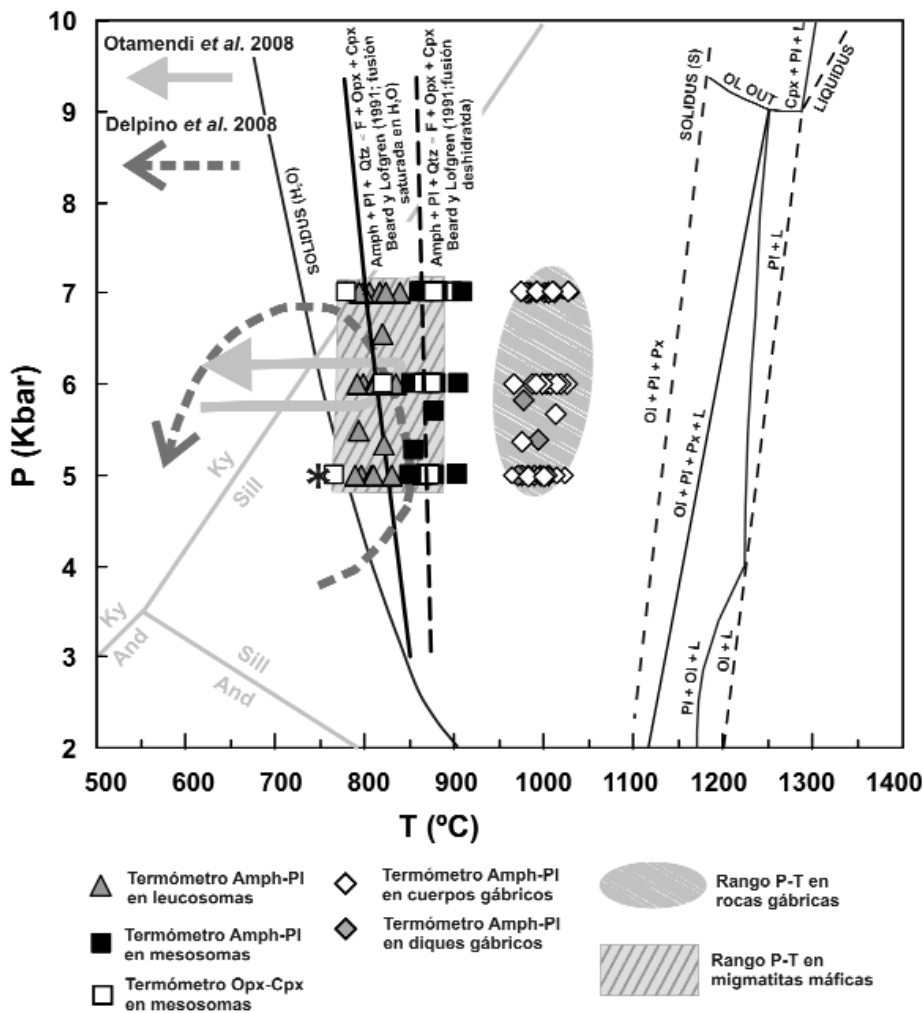 10
9
8
7
6
5
4
3
2
P (Kbar)
Otamendi et al. 2008
Delpino et al. 2008
SOLIDUS (H₂O)
Amph + Pl + Qtz = F + Opx + Cpx
Beard y Lofgren (1991; fusión
saturada en H₂O)
Amph + Pl + Qtz = F + Opx + Cpx
Beard y Lofgren (1991; fusión
deshidratda)
SOLIDUS (S)
OL OUT
Cpx + Pl + L
LIQUIDUS
Pl + L
Ol + Pl + Px
Ol + Pl + Px + L
Pl + Ol + L
Ol + L
Ky
Sill
Ky
And
Sill
And
*
500
600
700
800
900
1000
1100
1200
1300
1400
T (ºC)
Termómetro Amph-Pl
en leucosomas
Termómetro Amph-Pl
en mesosomas
Termómetro Opx-Cpx
en mesosomas
Termómetro Amph-Pl
en cuerpos gábricos
Termómetro Amph-Pl
en diques gábricos
Rango P-T en
rocas gábricas
Rango P-T en
migmatitas máficas